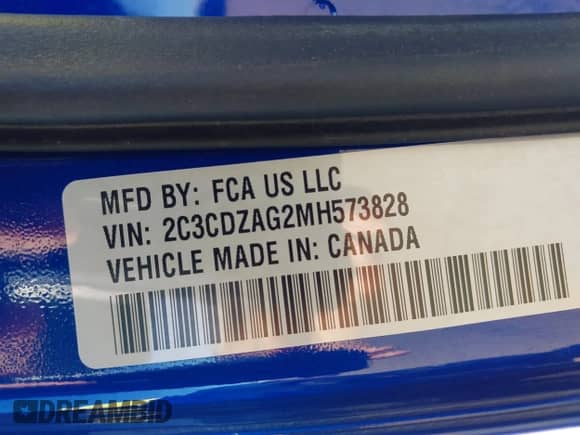 MFD BY: FCA US LLC
VIN: 2C3CDZAG2MH573828
VEHICLE MADE IN: CANADA
DREAMBID